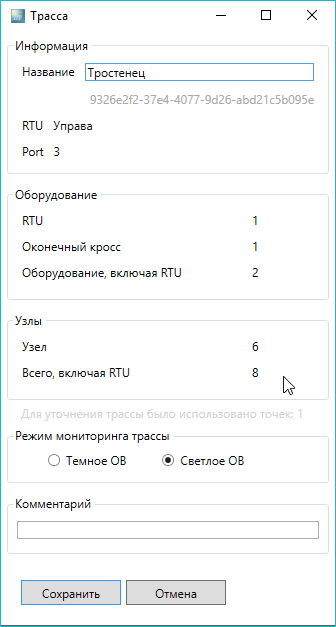 Трасса
Информация
Название Тростенец
9326e2f2-37e4-4077-9d26-abd21c5b095e
RTU Управа
Port 3
Оборудование
RTU 1
Оконечный кросс 1
Оборудование, включая RTU 2
Узлы
Узел 6
Всего, включая RTU 8
Для уточнения трассы было использовано точек: 1
Режим мониторинга трассы
Темное ОВ Светлое ОВ
Комментарий
Сохранить Отмена